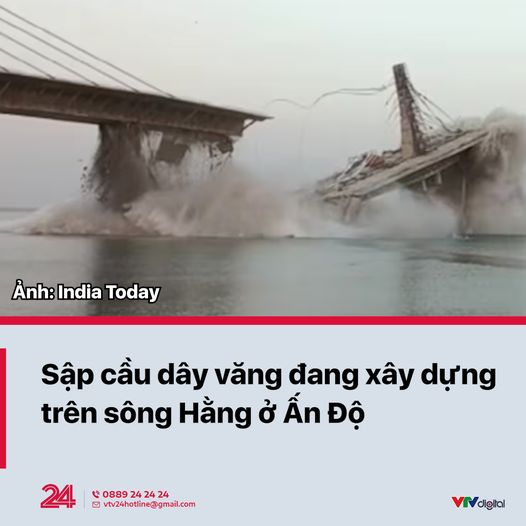 Ảnh: India Today
Sập cầu dây văng đang xây dựng
trên sông Hằng ở Ấn Độ
24
0889 24 24 24
vtv24hotline@gmail.com
VTVdigital